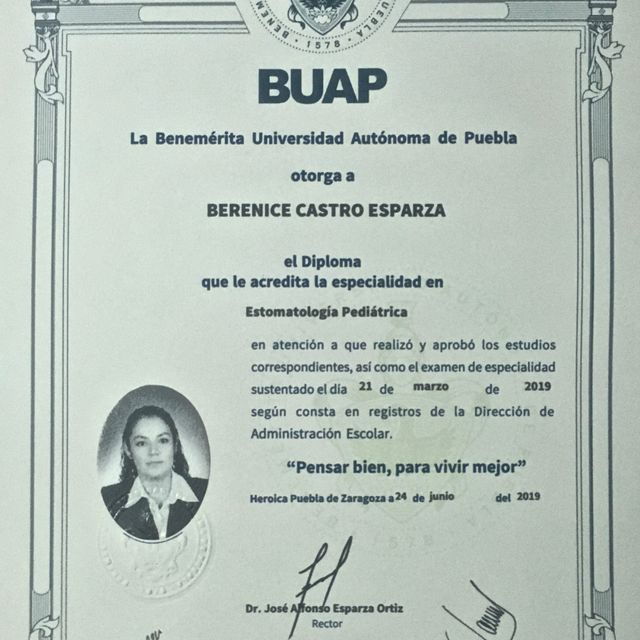 1578
BUAP
La Benemérita Universidad Autónoma de Puebla
otorga a
BERENICE CASTRO ESPARZA
el Diploma
que le acredita la especialidad en
Estomatología Pediátrica
en atención a que realizó y aprobó los estudios
correspondientes, así como el examen de especialidad
sustentado el día 21 de marzo de 2019
según consta en registros de la Dirección de
Administración Escolar.
“Pensar bien, para vivir mejor”
Heroica Puebla de Zaragoza a 24 de junio del 2019
Dr. José Alfonso Esparza Ortiz
Rector